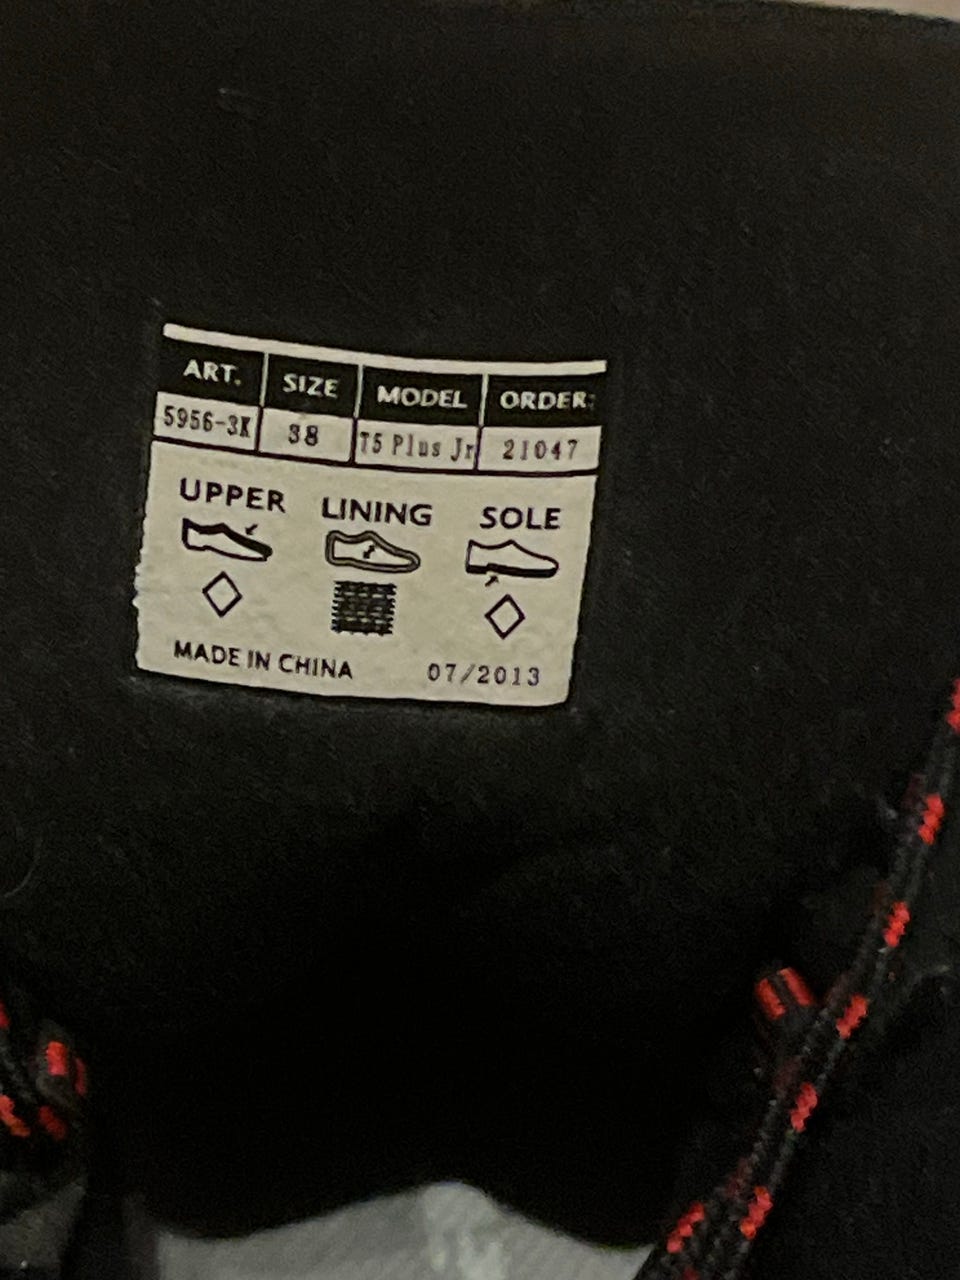 ART. SIZE MODEL ORDER:
5956-3K 38 T5 Plus Jr 21047
UPPER LINING SOLE
MADE IN CHINA 07/2013